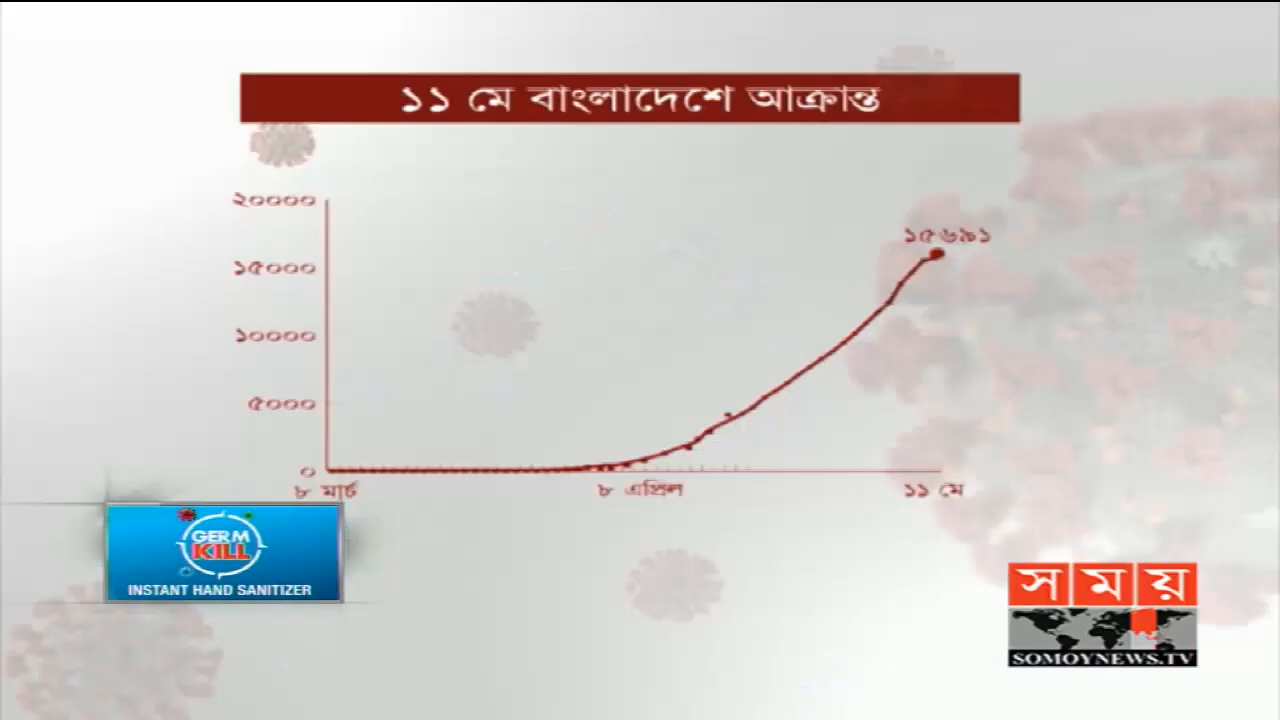 ১১ মে বাংলাদেশে আক্রান্ত
২০০০০
১৫৬৯১
১৫০০০
১০০০০
৫০০০
০
৮ মার্চ ৮ এপ্রিল ১১ মে
GERM
KILL
INSTANT HAND SANITIZER
সময়
SOMOYNEWS.TV